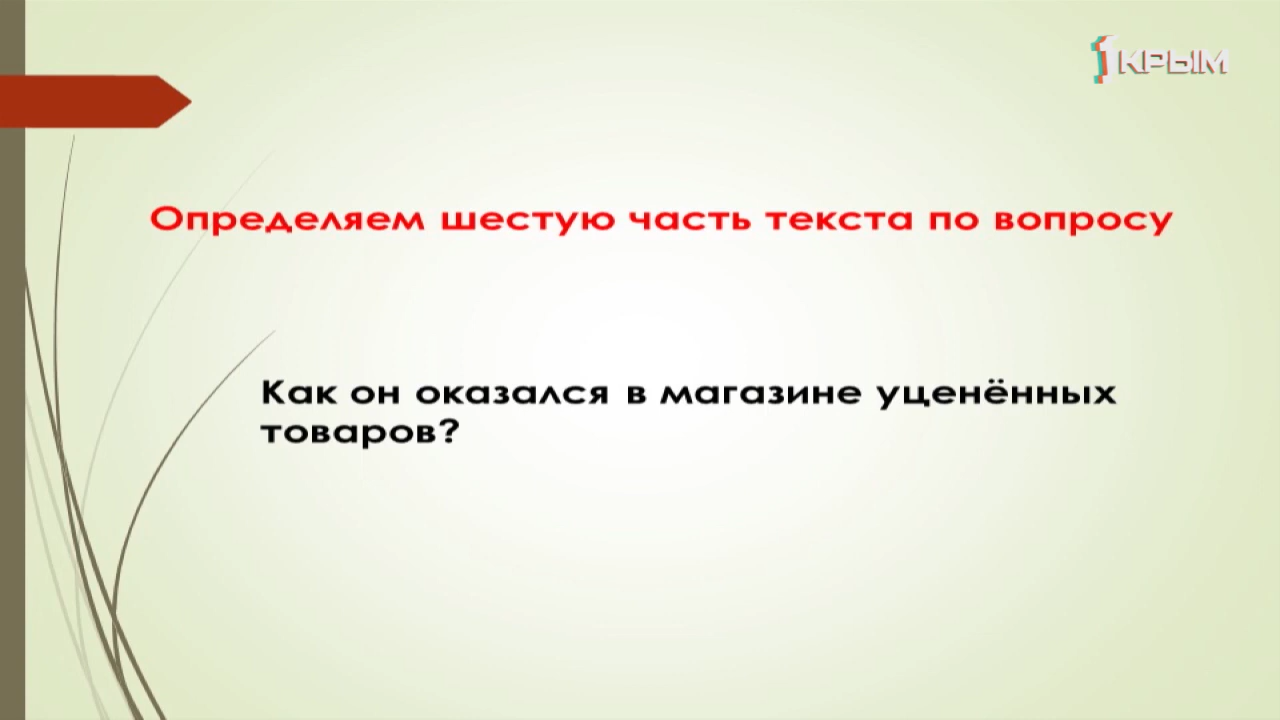 1КРЫМ
Определяем шестую часть текста по вопросу
Как он оказался в магазине уценённых
товаров?